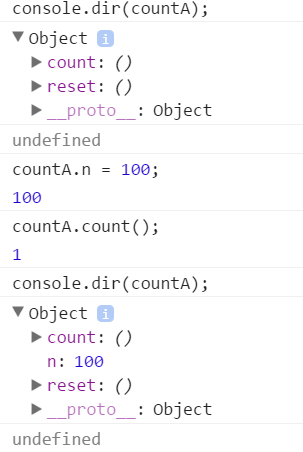 console.dir(countA);
▼ Object i
▶ count: ()
▶ reset: ()
▶ __proto__: Object
undefined
countA.n = 100;
100
countA.count();
1
console.dir(countA);
▼ Object i
▶ count: ()
n: 100
▶ reset: ()
▶ __proto__: Object
undefined